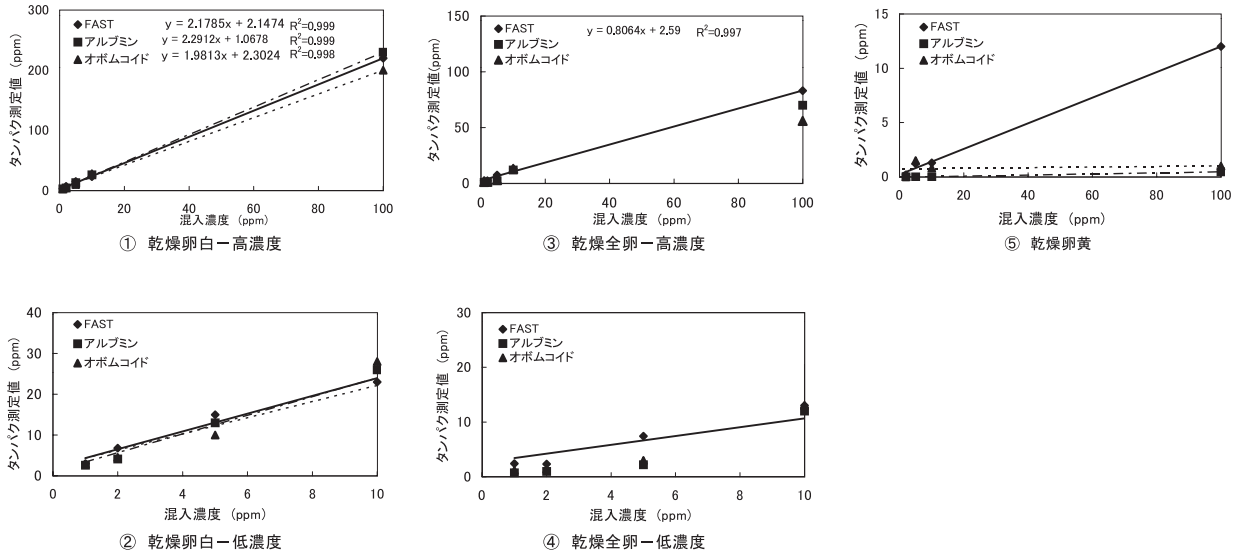 300
200
100
0
0
20
40
60
80
100
タンパク測定値 (ppm)
混入濃度 (ppm)
FAST
アルブミン
オボムコイド
y = 2.1785x + 2.1474 R²=0.999
y = 2.2912x + 1.0678 R²=0.999
y = 1.9813x + 2.3024 R²=0.998
① 乾燥卵白－高濃度
150
100
50
0
0
20
40
60
80
100
タンパク測定値(ppm)
混入濃度 (ppm)
FAST
アルブミン
オボムコイド
y = 0.8064x + 2.59 R²=0.997
③ 乾燥全卵－高濃度
15
10
5
0
0
20
40
60
80
100
タンパク測定値 (ppm)
混入濃度 (ppm)
FAST
アルブミン
オボムコイド
⑤ 乾燥卵黄
40
30
20
10
0
0
2
4
6
8
10
タンパク測定値 (ppm)
混入濃度 (ppm)
FAST
アルブミン
オボムコイド
② 乾燥卵白－低濃度
30
20
10
0
0
2
4
6
8
10
タンパク測定値 (ppm)
混入濃度 (ppm)
FAST
アルブミン
オボムコイド
④ 乾燥全卵－低濃度